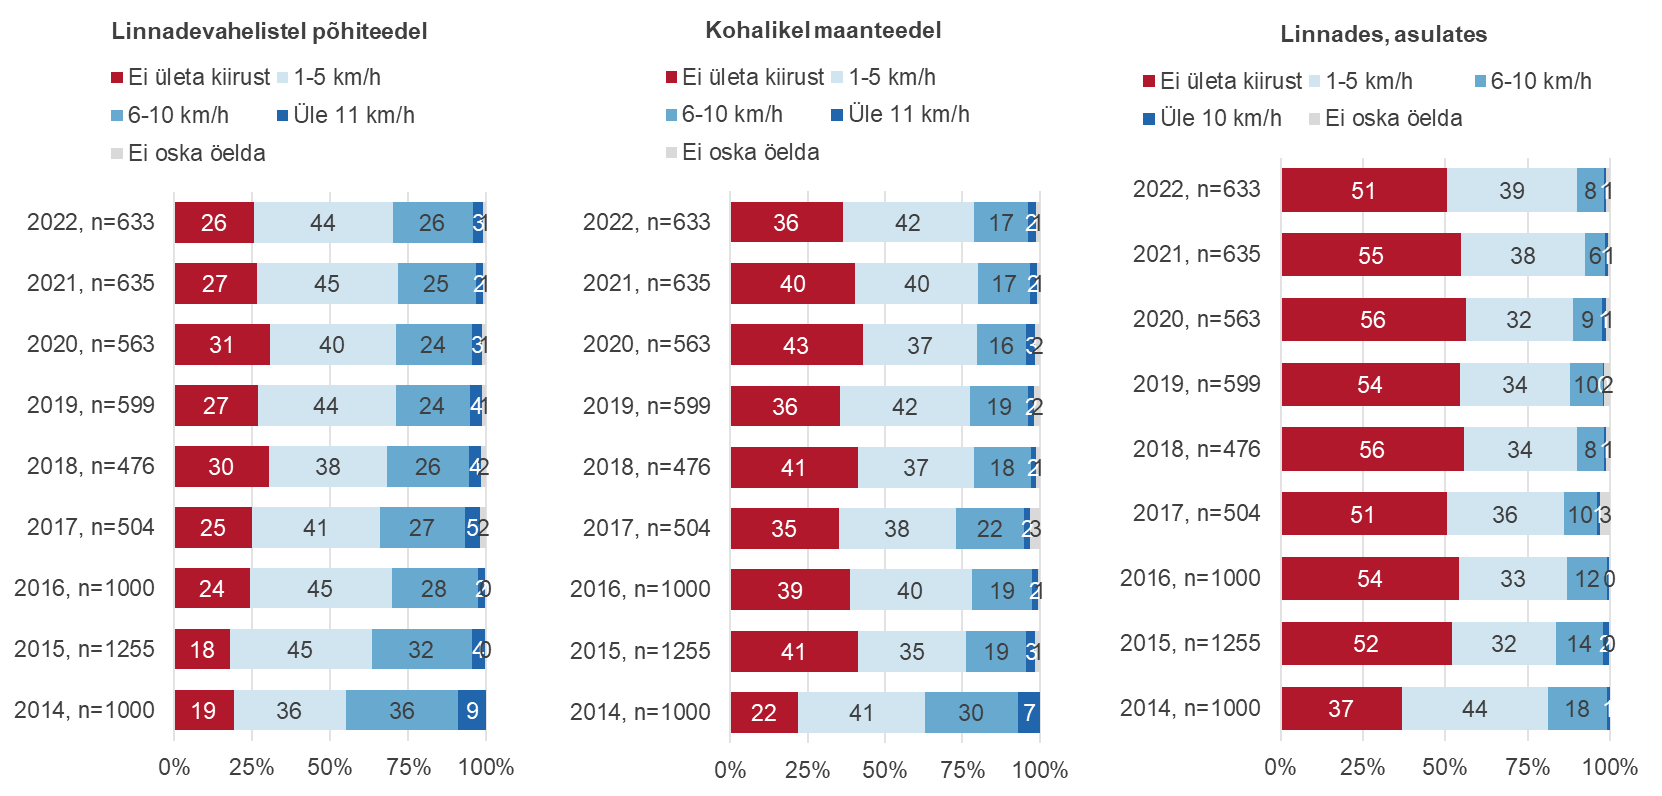 Linnadevahelistel põhiteedel
Ei ületa kiirust 1-5 km/h
6-10 km/h Üle 11 km/h
Ei oska öelda
2022, n=633 26 44 26 3 1
2021, n=635 27 45 25 2 1
2020, n=563 31 40 24 3 1
2019, n=599 27 44 24 4 1
2018, n=476 30 38 26 4 2
2017, n=504 25 41 27 5 2
2016, n=1000 24 45 28 2 0
2015, n=1255 18 45 32 4 0
2014, n=1000 19 36 36 9
0% 25% 50% 75% 100%
Kohalikel maanteedel
Ei ületa kiirust 1-5 km/h
6-10 km/h Üle 11 km/h
Ei oska öelda
2022, n=633 36 42 17 2 1
2021, n=635 40 40 17 2 1
2020, n=563 43 37 16 3 2
2019, n=599 36 42 19 2 2
2018, n=476 41 37 18 2 1
2017, n=504 35 38 22 2 3
2016, n=1000 39 40 19 2 1
2015, n=1255 41 35 19 3 1
2014, n=1000 22 41 30 7
0% 25% 50% 75% 100%
Linnades, asulates
Ei ületa kiirust 1-5 km/h 6-10 km/h
Üle 10 km/h Ei oska öelda
2022, n=633 51 39 8 1 1
2021, n=635 55 38 6 1 1
2020, n=563 56 32 9 1 1
2019, n=599 54 34 10 0 2
2018, n=476 56 34 8 1 1
2017, n=504 51 36 10 1 3
2016, n=1000 54 33 12 0
2015, n=1255 52 32 14 2 0
2014, n=1000 37 44 18 1
0% 25% 50% 75% 100%